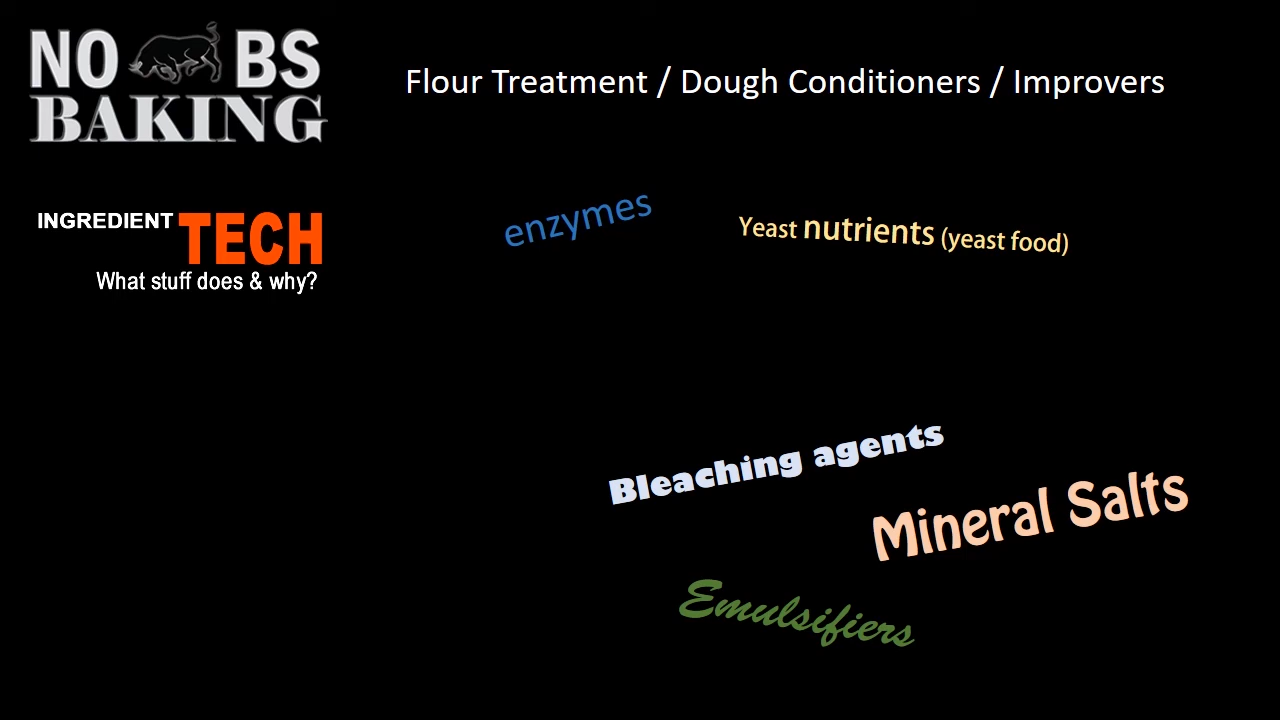 NO BS
BAKING
Flour Treatment / Dough Conditioners / Improvers
INGREDIENT TECH
What stuff does & why?
enzymes
Yeast nutrients (yeast food)
Bleaching agents
Mineral Salts
Emulsifiers